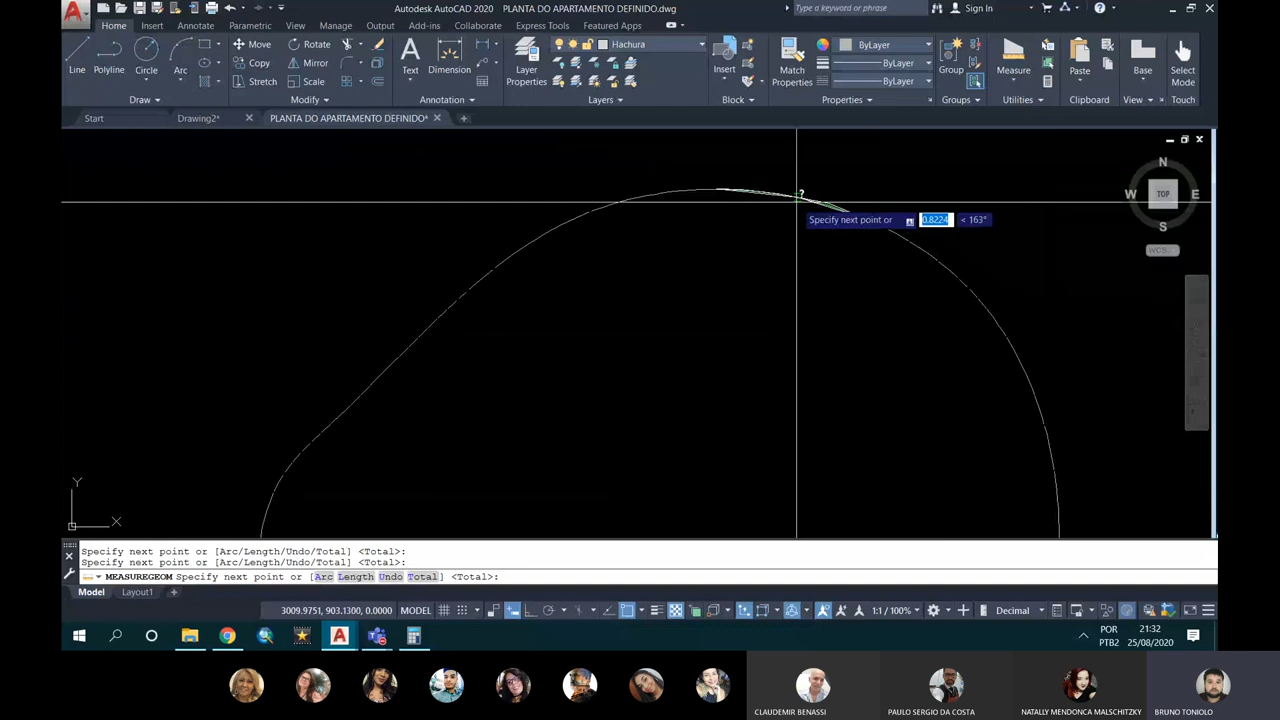 Autodesk AutoCAD 2020 PLANTA DO APARTAMENTO DEFINIDO.dwg
Type a keyword or phrase
Sign In
Home Insert Annotate Parametric View Manage Output Add-ins Collaborate Express Tools Featured Apps
Line Polyline Circle Arc
Move Rotate
Copy Mirror
Stretch Scale
Text Dimension
Layer Properties
Hachura
Insert
Match Properties
ByLayer
ByLayer
ByLayer
Group
Measure
Paste
Base
Select Mode
Draw Modify Annotation Layers Block Properties Groups Utilities Clipboard View Touch
Start Drawing2* PLANTA DO APARTAMENTO DEFINIDO*
N
W TOP E
S
WCS
?
Specify next point or 0.8224 < 163°
Y
X
Specify next point or [Arc/Length/Undo/Total] <Total>:
Specify next point or [Arc/Length/Undo/Total] <Total>:
MEASUREGEOM Specify next point or [Arc Length Undo Total] <Total>:
Model Layout1
3009.9751, 903.1300, 0.0000 MODEL 1:1 / 100% Decimal
POR
PTB2
21:32
25/08/2020
CLAUDEMIR BENASSI PAULO SERGIO DA COSTA NATALLY MENDONCA MALSCHITZKY BRUNO TONIOLO